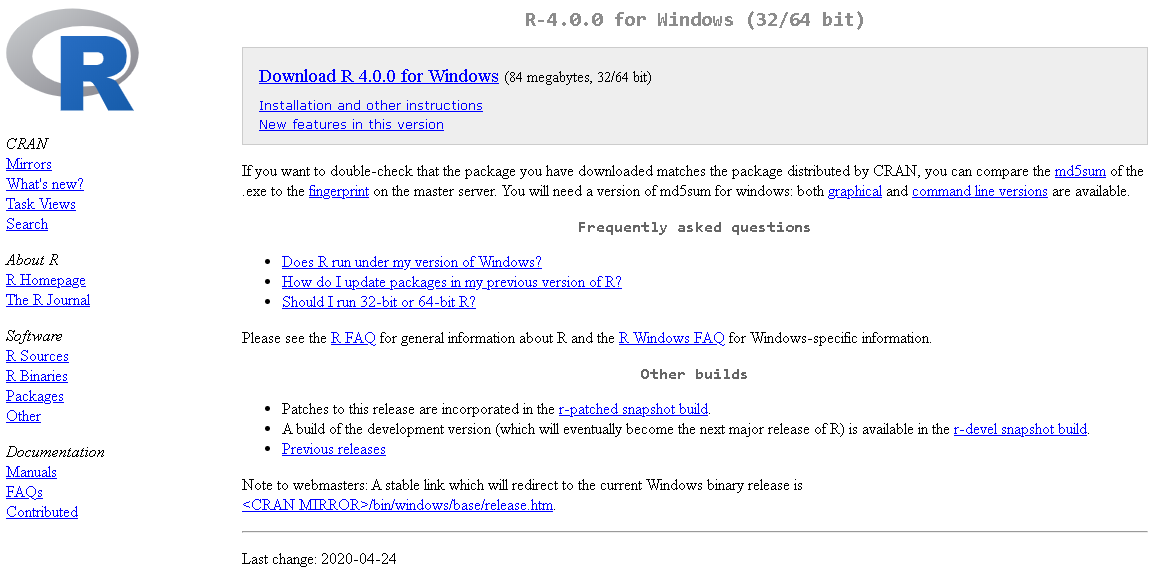 R
R-4.0.0 for Windows (32/64 bit)
Download R 4.0.0 for Windows (84 megabytes, 32/64 bit)
Installation and other instructions
New features in this version
CRAN
Mirrors
What's new?
Task Views
Search
About R
R Homepage
The R Journal
Software
R Sources
R Binaries
Packages
Other
Documentation
Manuals
FAQs
Contributed
If you want to double-check that the package you have downloaded matches the package distributed by CRAN, you can compare the md5sum of the
.exe to the fingerprint on the master server. You will need a version of md5sum for windows: both graphical and command line versions are available.
Frequently asked questions
• Does R run under my version of Windows?
• How do I update packages in my previous version of R?
• Should I run 32-bit or 64-bit R?
Please see the R FAQ for general information about R and the R Windows FAQ for Windows-specific information.
Other builds
• Patches to this release are incorporated in the r-patched snapshot build.
• A build of the development version (which will eventually become the next major release of R) is available in the r-devel snapshot build.
• Previous releases
Note to webmasters: A stable link which will redirect to the current Windows binary release is
<CRAN MIRROR>/bin/windows/base/release.htm.
Last change: 2020-04-24